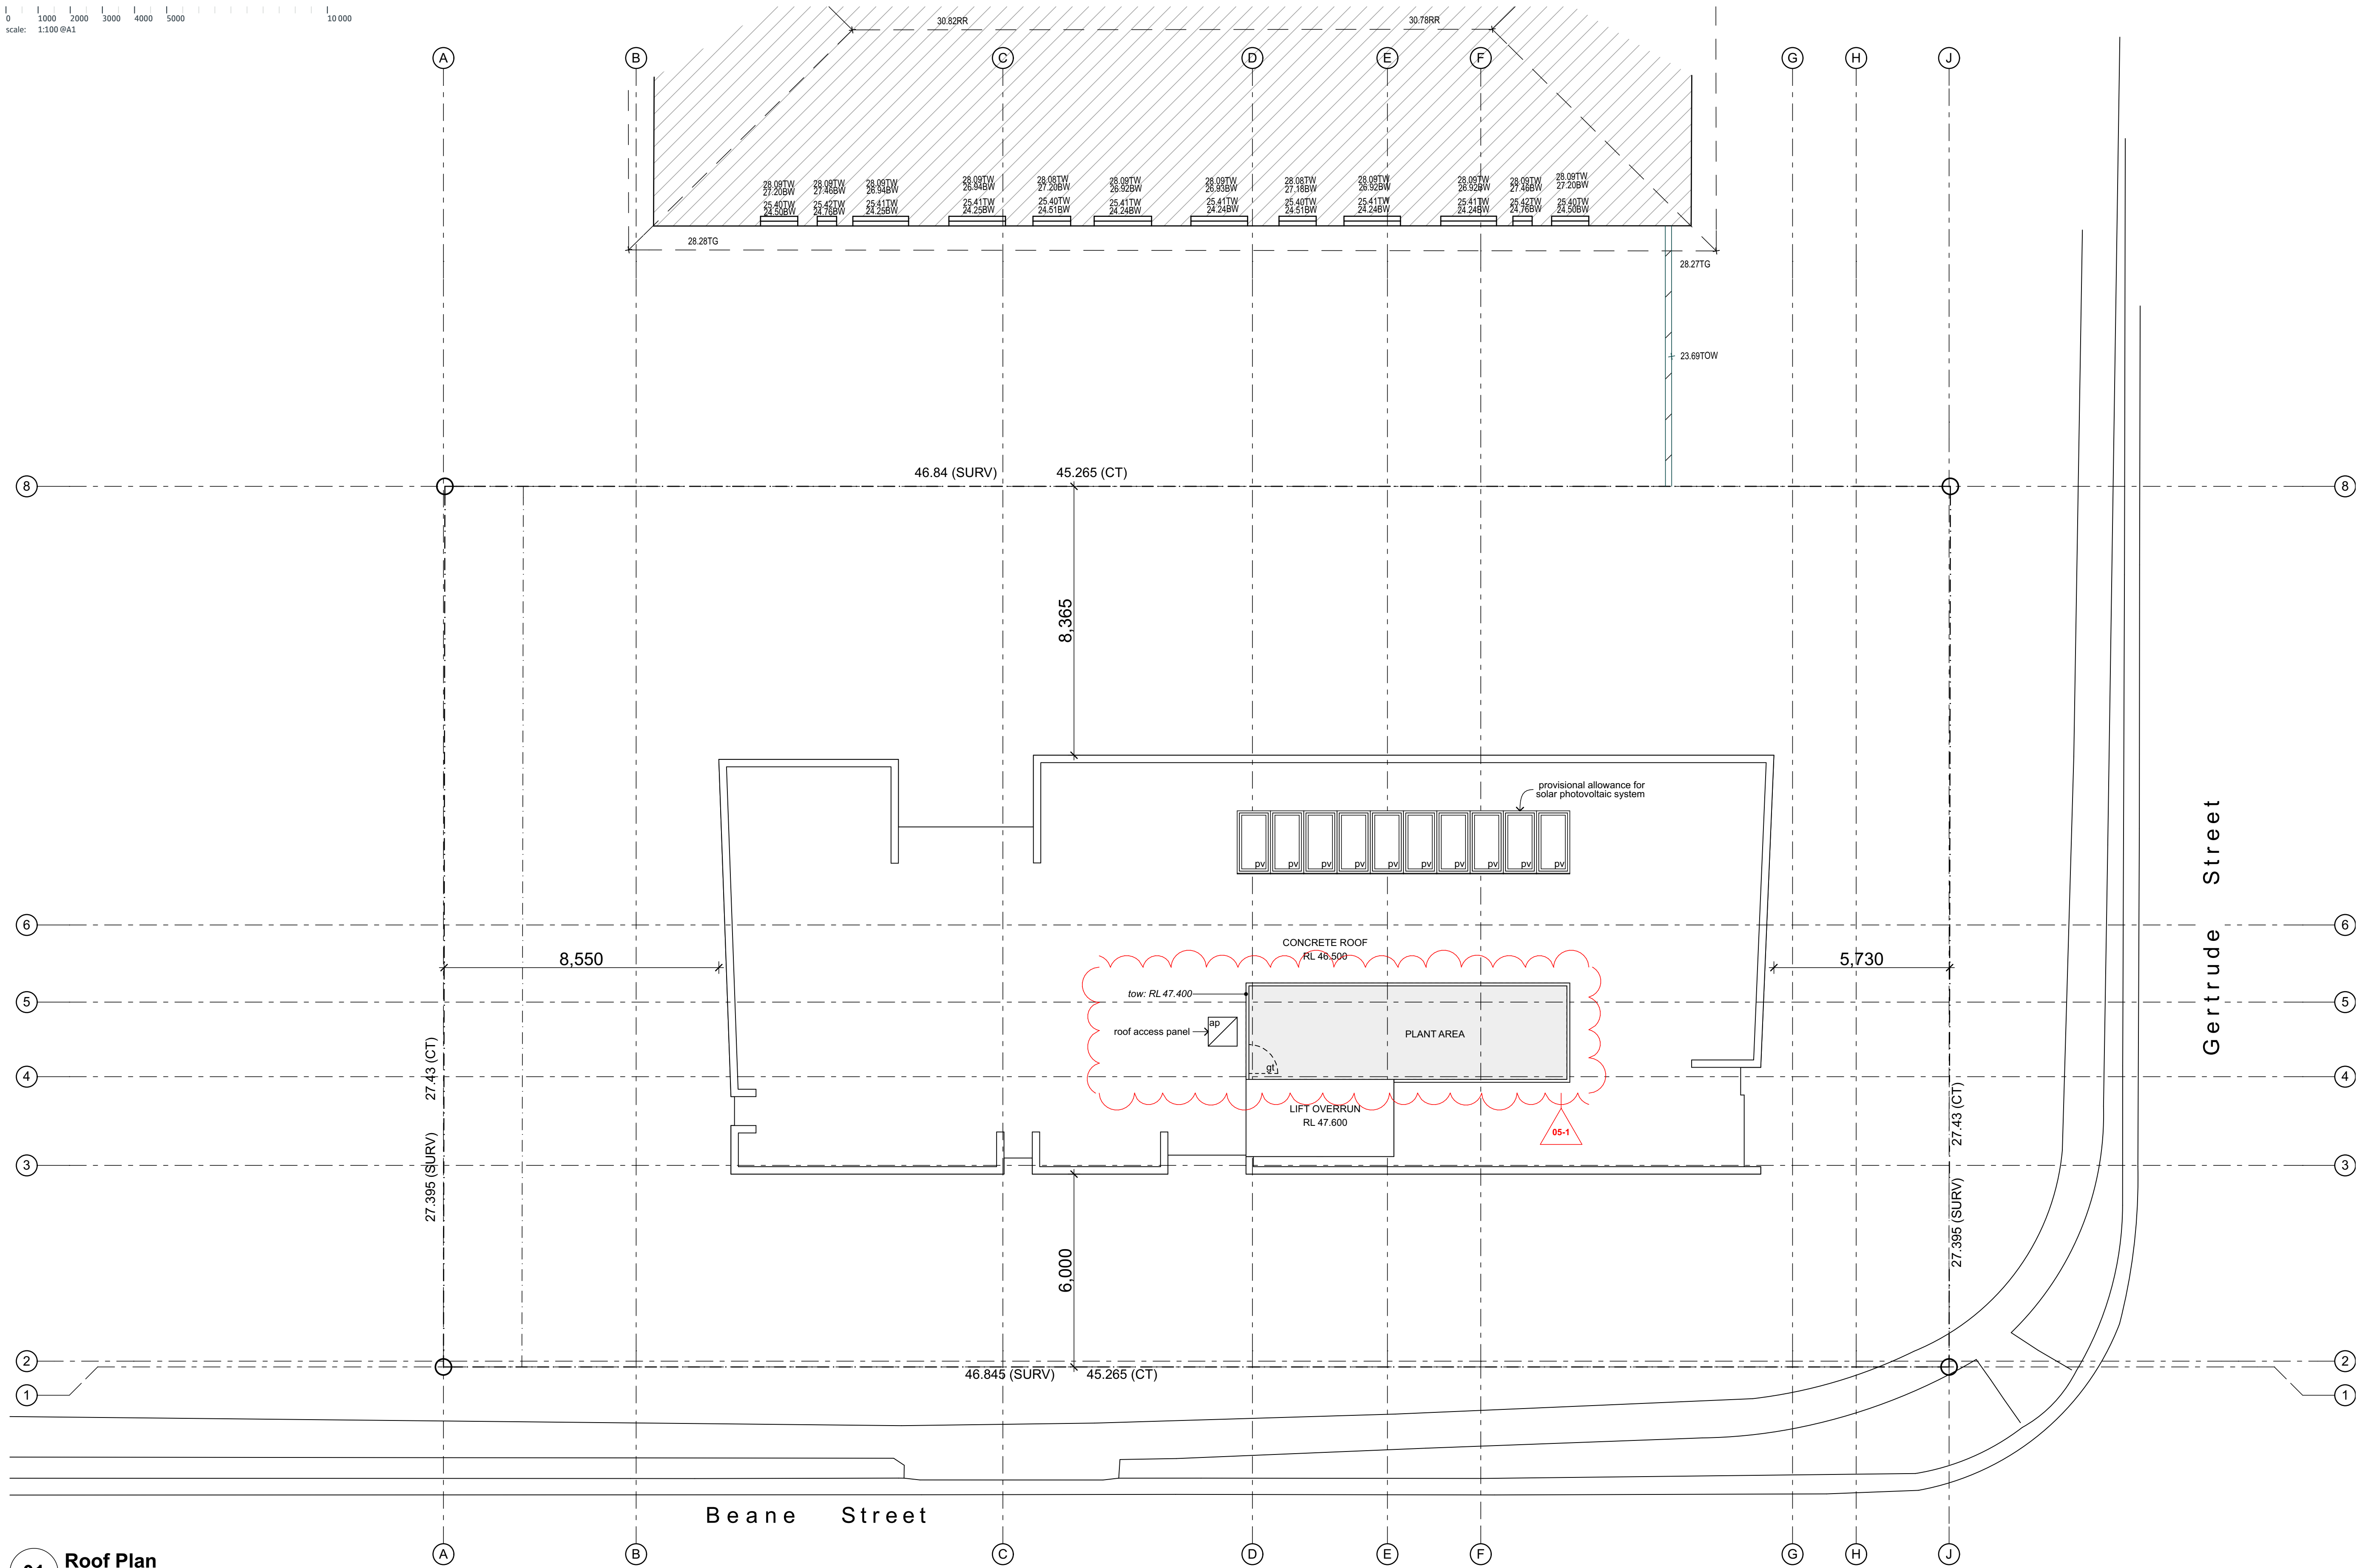 0 1000 2000 3000 4000 5000 10 000
scale: 1:100 @A1
30.82RR 30.78RR
A B C D E F G H J
28.09TW 28.09TW 28.09TW 28.09TW 28.08TW 28.09TW 28.09TW 28.08TW 28.09TW 28.09TW 28.09TW 28.09TW
27.20BW 27.46BW 26.94BW 26.94BW 27.20BW 26.92BW 26.93BW 27.18BW 26.92BW 26.92BW 27.46BW 27.20BW
25.40TW 25.42TW 25.41TW 25.41TW 25.40TW 25.41TW 25.41TW 25.40TW 25.41TW 25.41TW 25.42TW 25.40TW
24.50BW 24.76BW 24.25BW 24.25BW 24.51BW 24.24BW 24.24BW 24.51BW 24.24BW 24.24BW 24.76BW 24.50BW
28.28TG
28.27TG
23.69TOW
46.84 (SURV) 45.265 (CT)
8 8
8,365
provisional allowance for
solar photovoltaic system
pv pv pv pv pv pv pv pv pv pv
Gertrude Street
6 6
CONCRETE ROOF
RL 46.500
8,550 5,730
tow: RL 47.400
5 5
ap
roof access panel
PLANT AREA
gt
4 4
27.43 (CT)
27.43 (CT)
LIFT OVERRUN
RL 47.600
05-1
3 3
27.395 (SURV)
27.395 (SURV)
6,000
2 2
46.845 (SURV) 45.265 (CT)
1 1
Beane Street
A B C D E F G H J
01 Roof Plan